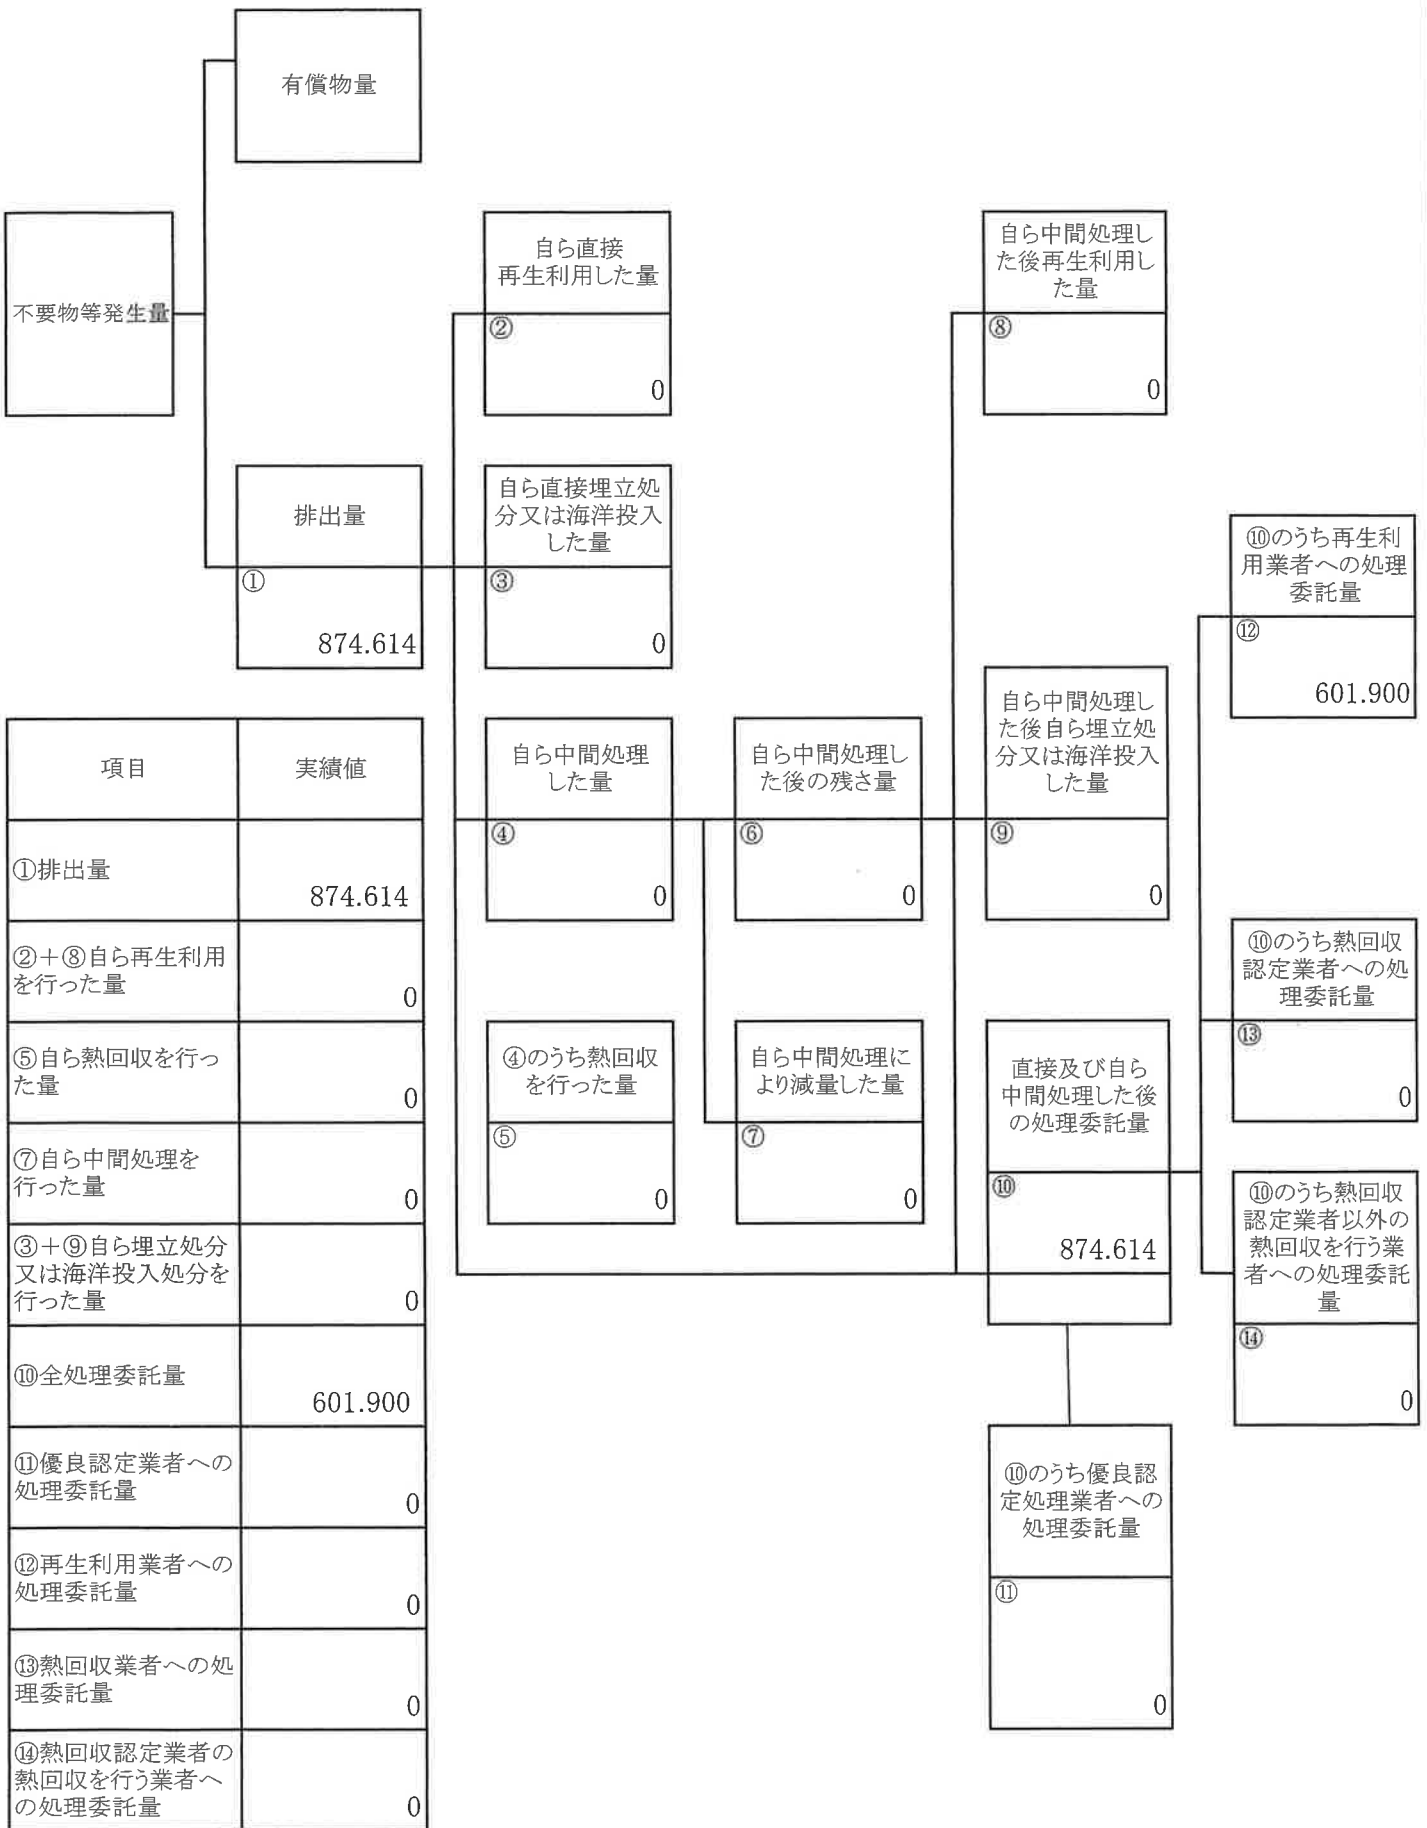 有償物量
不要物等発生量
自ら直接
再生利用した量
②
0
自ら中間処理し
た後再生利用し
た量
⑧
0
排出量
①
874.614
自ら直接埋立処
分又は海洋投入
した量
③
0
⑩のうち再生利
用業者への処理
委託量
⑫
601.900
自ら中間処理
した量
④
0
自ら中間処理し
た後の残さ量
⑥
0
自ら中間処理し
た後自ら埋立処
分又は海洋投入
した量
⑨
0
⑩のうち熱回収
認定業者への処
理委託量
⑬
0
④のうち熱回収
を行った量
⑤
0
自ら中間処理に
より減量した量
⑦
0
直接及び自ら
中間処理した後
の処理委託量
⑩
874.614
⑩のうち熱回収
認定業者以外の
熱回収を行う業
者への処理委託
量
⑭
0
⑩のうち優良認
定処理業者への
処理委託量
⑪
0
項目 実績値
①排出量
874.614
②+⑧自ら再生利用
を行った量
0
⑤自ら熱回収を行っ
た量
0
⑦自ら中間処理を
行った量
0
③+⑨自ら埋立処分
又は海洋投入処分を
行った量
0
⑩全処理委託量
601.900
⑪優良認定業者への
処理委託量
0
⑫再生利用業者への
処理委託量
0
⑬熱回収業者への処
理委託量
0
⑭熱回収認定業者の
熱回収を行う業者へ
の処理委託量
0